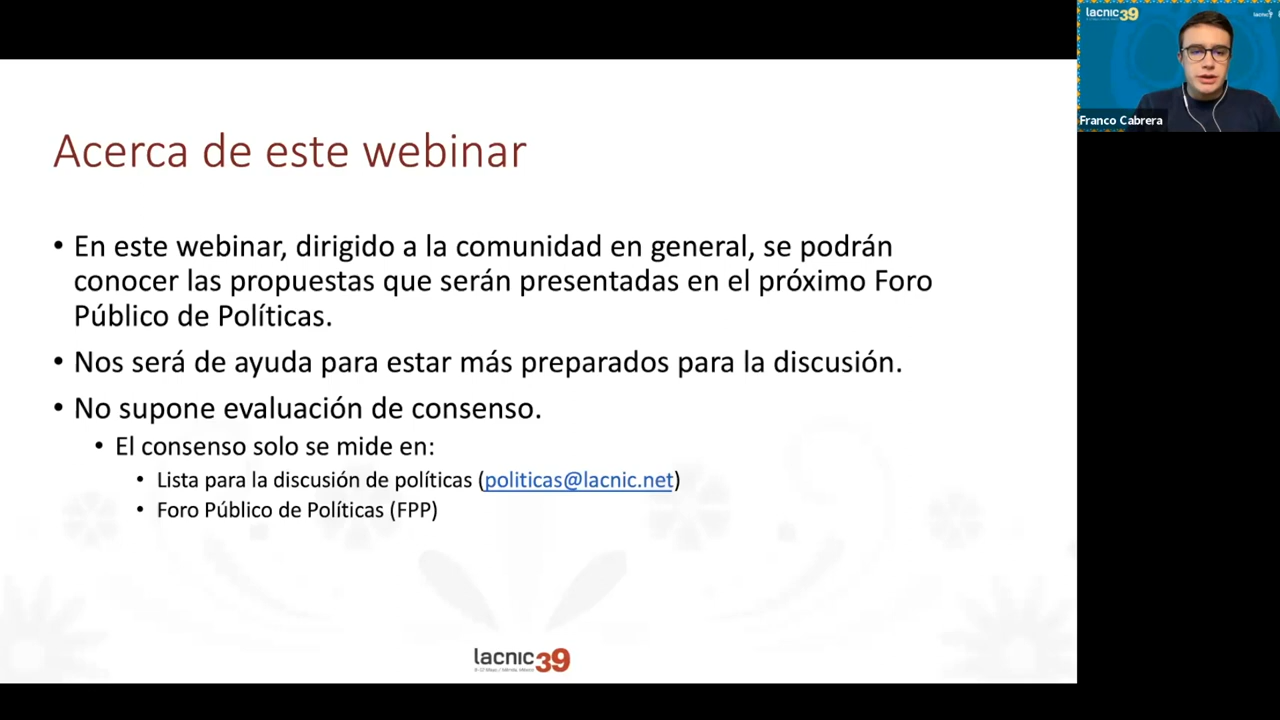 Acerca de este webinar
• En este webinar, dirigido a la comunidad en general, se podrán
conocer las propuestas que serán presentadas en el próximo Foro
Público de Políticas.
• Nos será de ayuda para estar más preparados para la discusión.
• No supone evaluación de consenso.
• El consenso solo se mide en:
• Lista para la discusión de políticas (politicas@lacnic.net)
• Foro Público de Políticas (FPP)
lacnic39
lacnic39
lacnic
Franco Cabrera